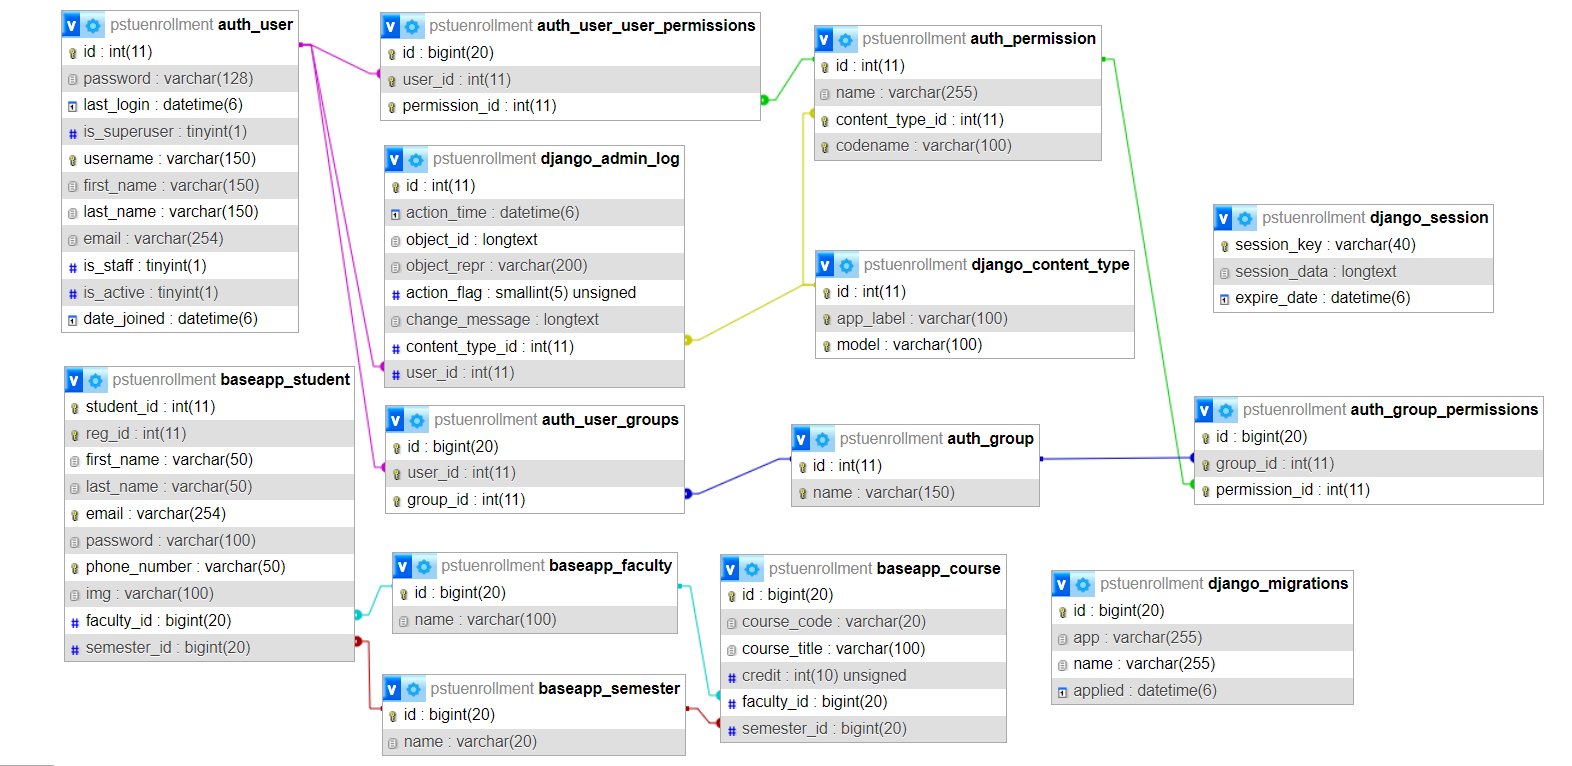 pstuenrollment auth_user
id : int(11)
password : varchar(128)
last_login : datetime(6)
is_superuser : tinyint(1)
username : varchar(150)
first_name : varchar(150)
last_name : varchar(150)
email : varchar(254)
is_staff : tinyint(1)
is_active : tinyint(1)
date_joined : datetime(6)
pstuenrollment auth_user_user_permissions
id : bigint(20)
user_id : int(11)
permission_id : int(11)
pstuenrollment auth_permission
id : int(11)
name : varchar(255)
content_type_id : int(11)
codename : varchar(100)
pstuenrollment django_admin_log
id : int(11)
action_time : datetime(6)
object_id : longtext
object_repr : varchar(200)
action_flag : smallint(5) unsigned
change_message : longtext
content_type_id : int(11)
user_id : int(11)
pstuenrollment django_content_type
id : int(11)
app_label : varchar(100)
model : varchar(100)
pstuenrollment django_session
session_key : varchar(40)
session_data : longtext
expire_date : datetime(6)
pstuenrollment baseapp_student
student_id : int(11)
reg_id : int(11)
first_name : varchar(50)
last_name : varchar(50)
email : varchar(254)
password : varchar(100)
phone_number : varchar(50)
img : varchar(100)
faculty_id : bigint(20)
semester_id : bigint(20)
pstuenrollment auth_user_groups
id : bigint(20)
user_id : int(11)
group_id : int(11)
pstuenrollment auth_group
id : int(11)
name : varchar(150)
pstuenrollment auth_group_permissions
id : bigint(20)
group_id : int(11)
permission_id : int(11)
pstuenrollment baseapp_faculty
id : bigint(20)
name : varchar(100)
pstuenrollment baseapp_course
id : bigint(20)
course_code : varchar(20)
course_title : varchar(100)
credit : int(10) unsigned
faculty_id : bigint(20)
semester_id : bigint(20)
pstuenrollment django_migrations
id : bigint(20)
app : varchar(255)
name : varchar(255)
applied : datetime(6)
pstuenrollment baseapp_semester
id : bigint(20)
name : varchar(20)